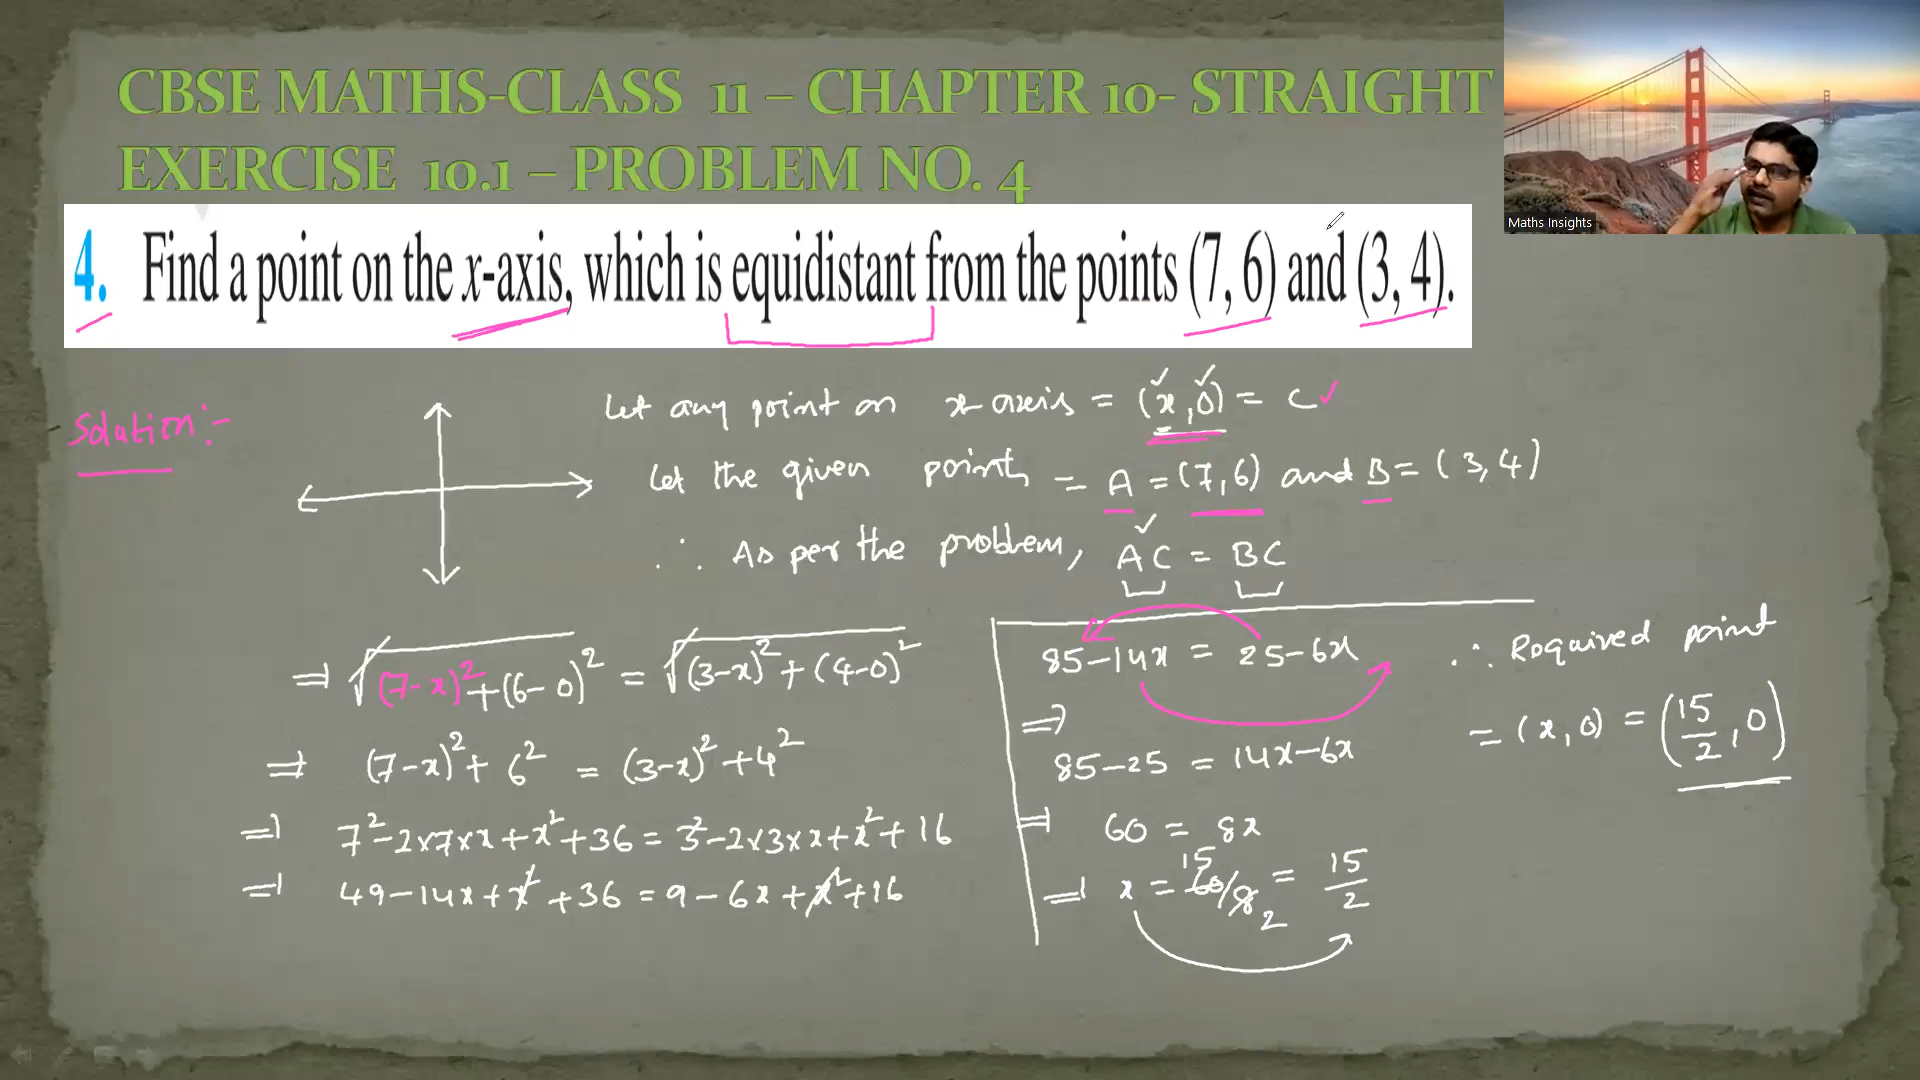 CBSE MATHS-CLASS 11 – CHAPTER 10- STRAIGHT
EXERCISE 10.1 – PROBLEM NO. 4
Maths Insights
4. Find a point on the x-axis, which is equidistant from the points (7, 6) and (3, 4).
Solution:-
Let any point on x-axis = (x, 0) = C
Let the given points = A = (7, 6) and B = (3, 4)
∴ As per the problem, AC = BC
⇒ √(7-x)² + (6-0)² = √(3-x)² + (4-0)²
⇒ (7-x)² + 6² = (3-x)² + 4²
⇒ 7² - 2×7×x + x² + 36 = 3² - 2×3×x + x² + 16
⇒ 49 - 14x + x² + 36 = 9 - 6x + x² + 16
85 - 14x = 25 - 6x
⇒
85 - 25 = 14x - 6x
⇒ 60 = 8x
⇒ x = 60/8 15 2 = 15/2
∴ Required point
= (x, 0) = (15/2, 0)